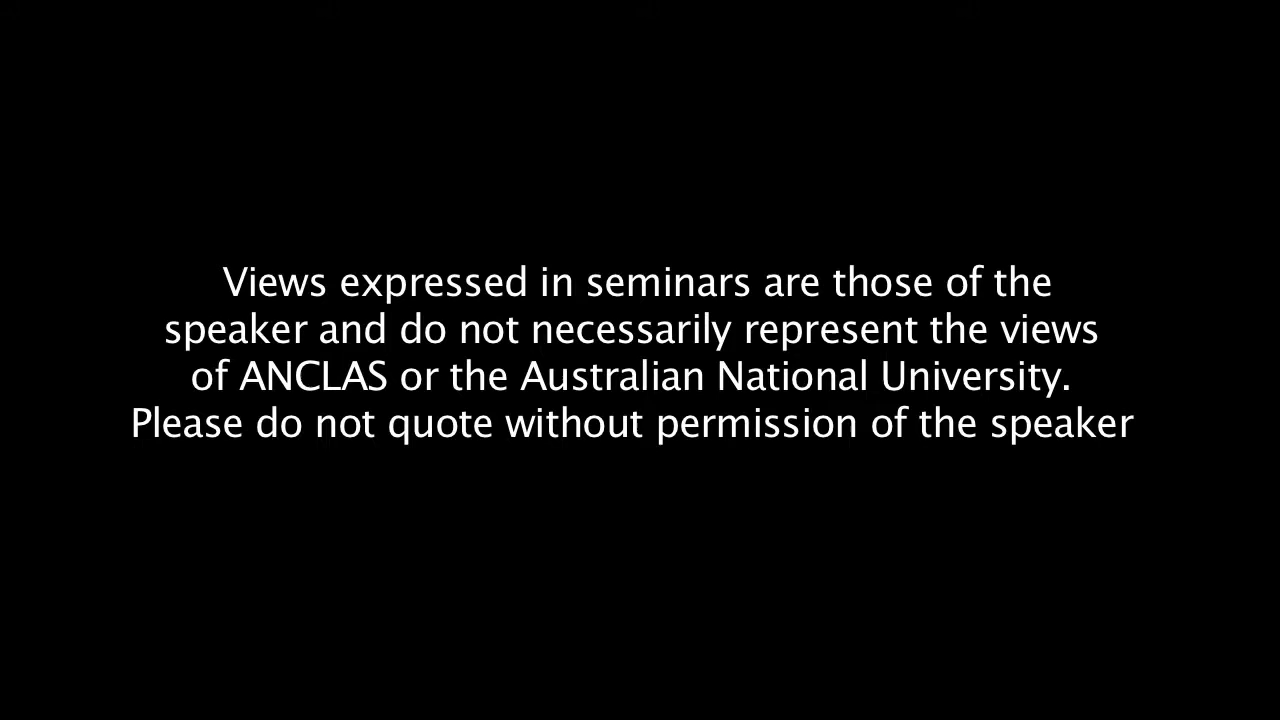 Views expressed in seminars are those of the
speaker and do not necessarily represent the views
of ANCLAS or the Australian National University.
Please do not quote without permission of the speaker